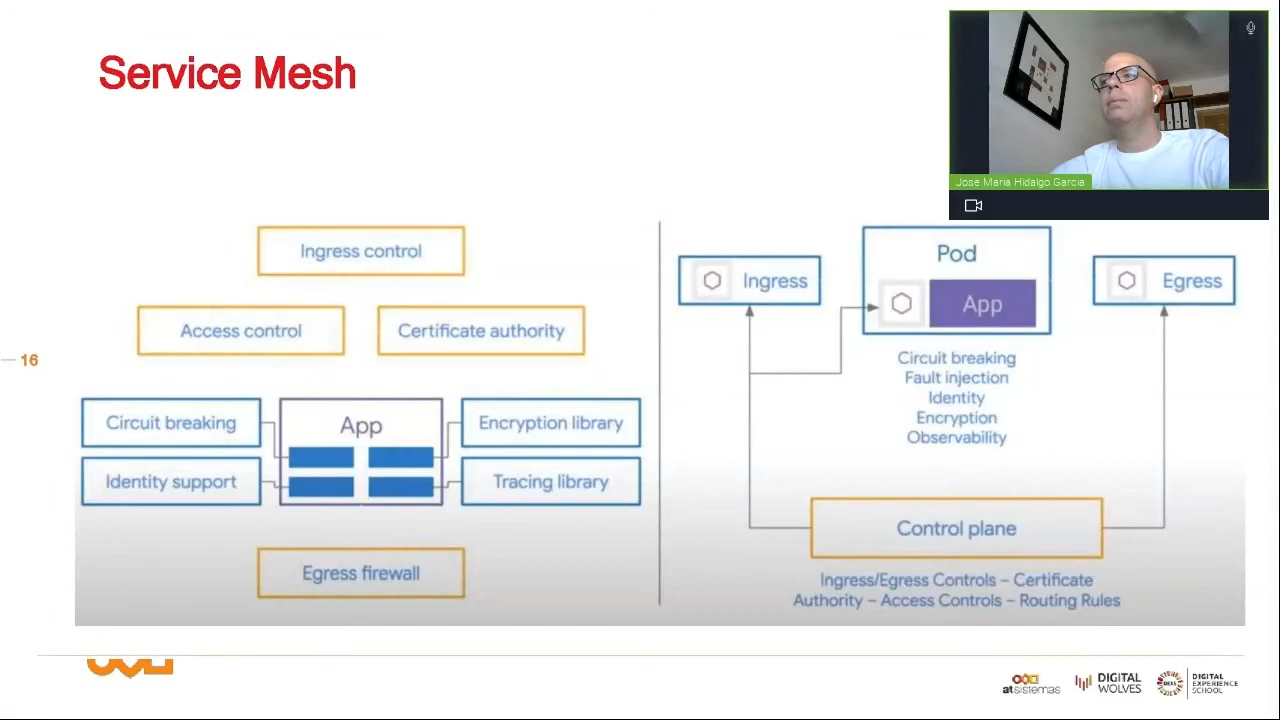 Service Mesh
Jose Maria Hidalgo Garcia
Ingress control
Access control
Certificate authority
Circuit breaking
App
Encryption library
Identity support
Tracing library
Egress firewall
16
Ingress
Pod
App
Egress
Circuit breaking
Fault injection
Identity
Encryption
Observability
Control plane
Ingress/Egress Controls – Certificate
Authority – Access Controls – Routing Rules
atsistemas
DIGITAL
WOLVES
DEXS
DIGITAL
EXPERIENCE
SCHOOL